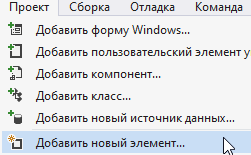 Проект Сборка Отладка Команда
Добавить форму Windows...
Добавить пользовательский элемент у
Добавить компонент...
Добавить класс...
Добавить новый источник данных...
Добавить новый элемент...